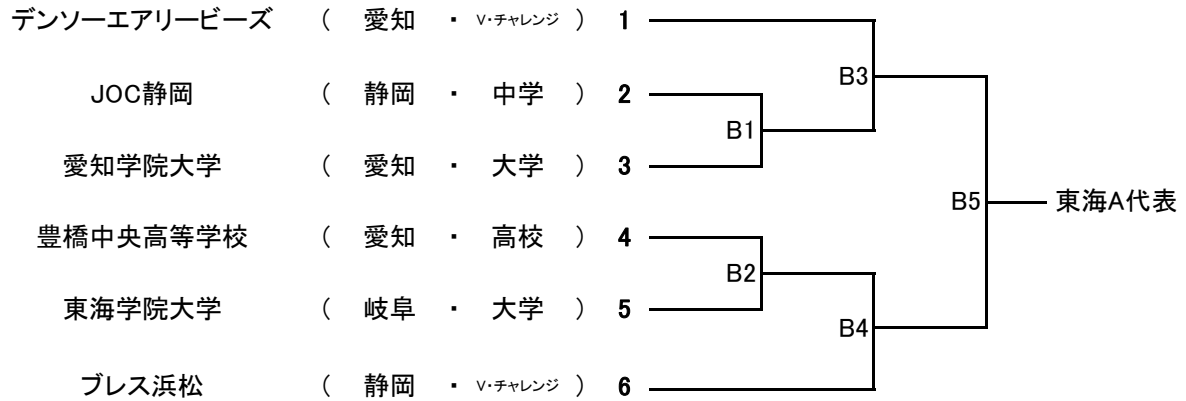 デンソーエアリービーズ ( 愛知 ・ V・チャレンジ ) 1
B3
JOC静岡 ( 静岡 ・ 中学 ) 2
B1
愛知学院大学 ( 愛知 ・ 大学 ) 3
B5 東海A代表
豊橋中央高等学校 ( 愛知 ・ 高校 ) 4
B2
東海学院大学 ( 岐阜 ・ 大学 ) 5
B4
ブレス浜松 ( 静岡 ・ V・チャレンジ ) 6